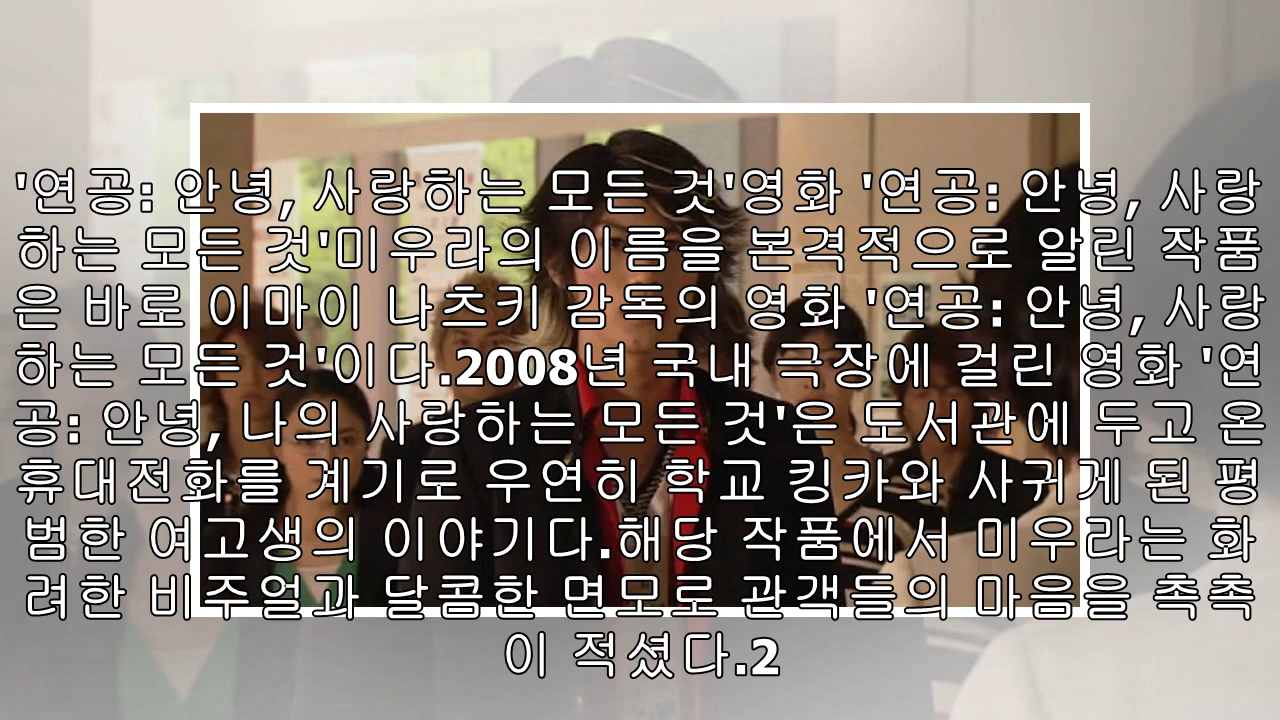 '연공: 안녕, 사랑하는 모든 것'영화 '연공: 안녕, 사랑
하는 모든 것'미우라의 이름을 본격적으로 알린 작품
은 바로 이마이 나츠키 감독의 영화 '연공: 안녕, 사랑
하는 모든 것'이다.2008년 국내 극장에 걸린 영화 '연
공: 안녕, 나의 사랑하는 모든 것'은 도서관에 두고 온
휴대전화를 계기로 우연히 학교 킹카와 사귀게 된 평
범한 여고생의 이야기다.해당 작품에서 미우라는 화
려한 비주얼과 달콤한 면모로 관객들의 마음을 촉촉
이 적셨다.2